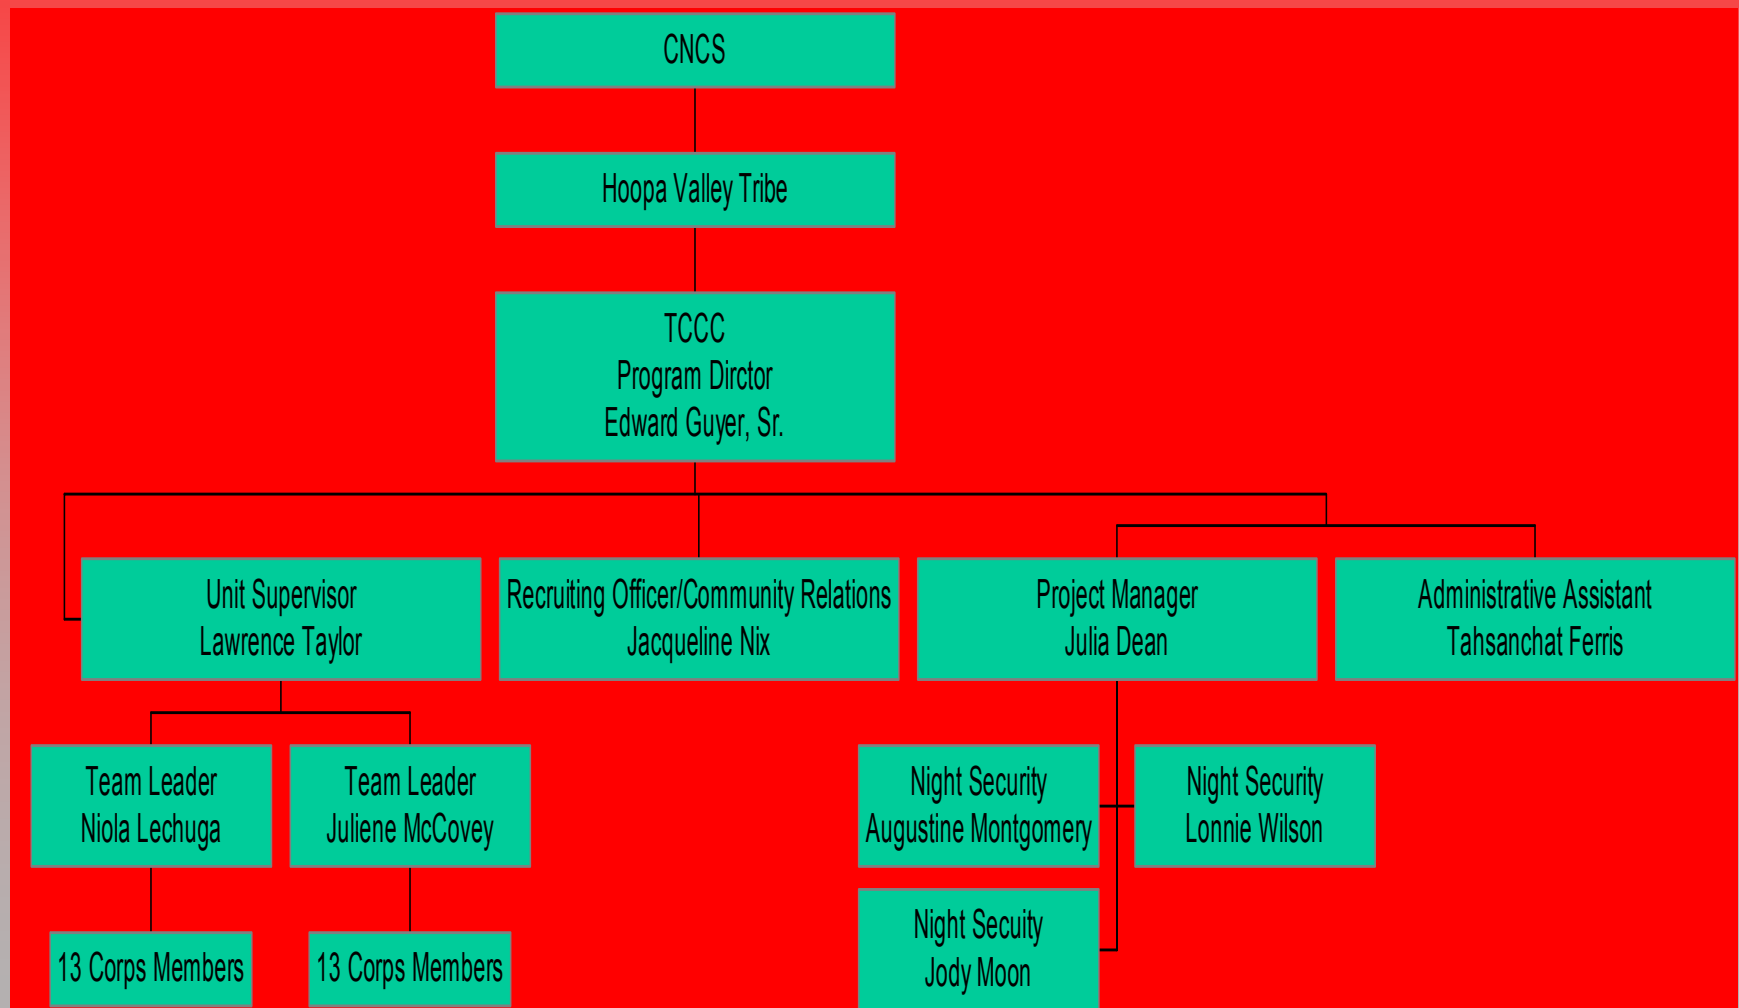 CNCS
Hoopa Valley Tribe
TCCC
Program Dirctor
Edward Guyer, Sr.
Unit Supervisor
Lawrence Taylor
Recruiting Officer/Community Relations
Jacqueline Nix
Project Manager
Julia Dean
Administrative Assistant
Tahsanchat Ferris
Team Leader
Niola Lechuga
Team Leader
Juliene McCovey
Night Security
Augustine Montgomery
Night Security
Lonnie Wilson
13 Corps Members
13 Corps Members
Night Secuity
Jody Moon